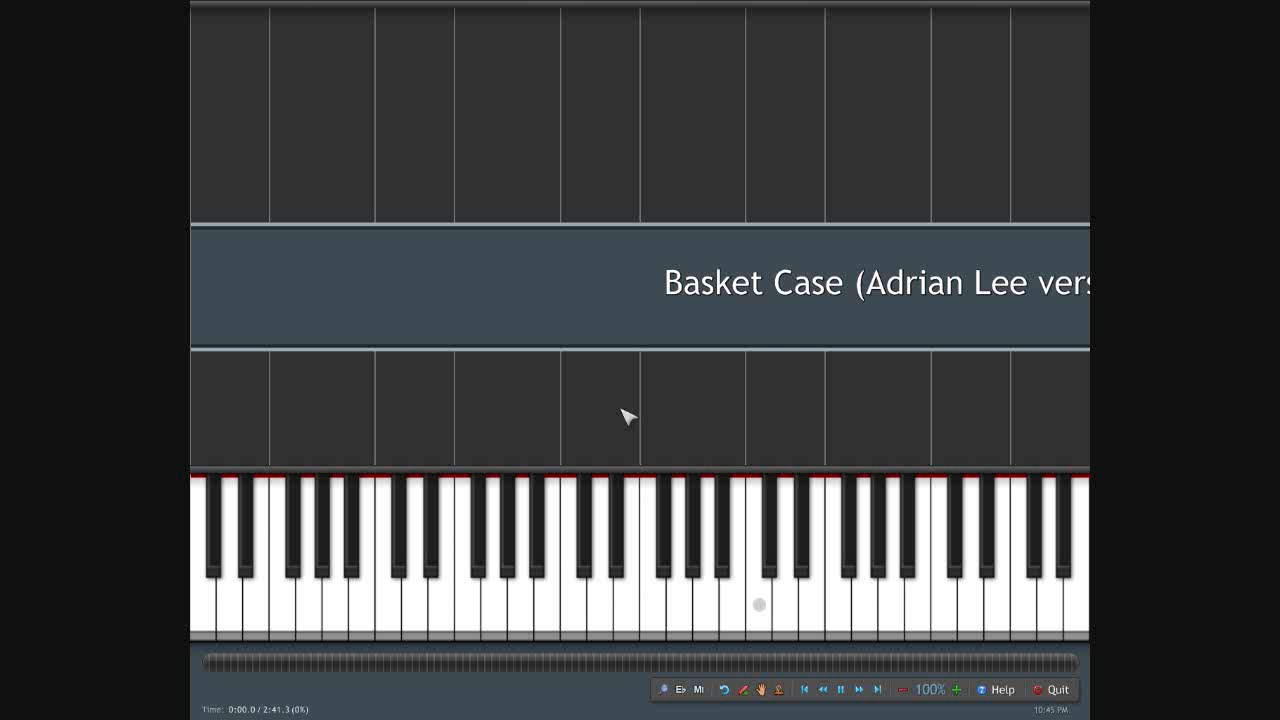 Basket Case (Adrian Lee vers
E♭ Mi 100% Help Quit
Time: 0:00.0 / 2:41.3 (0%)
10:45 PM